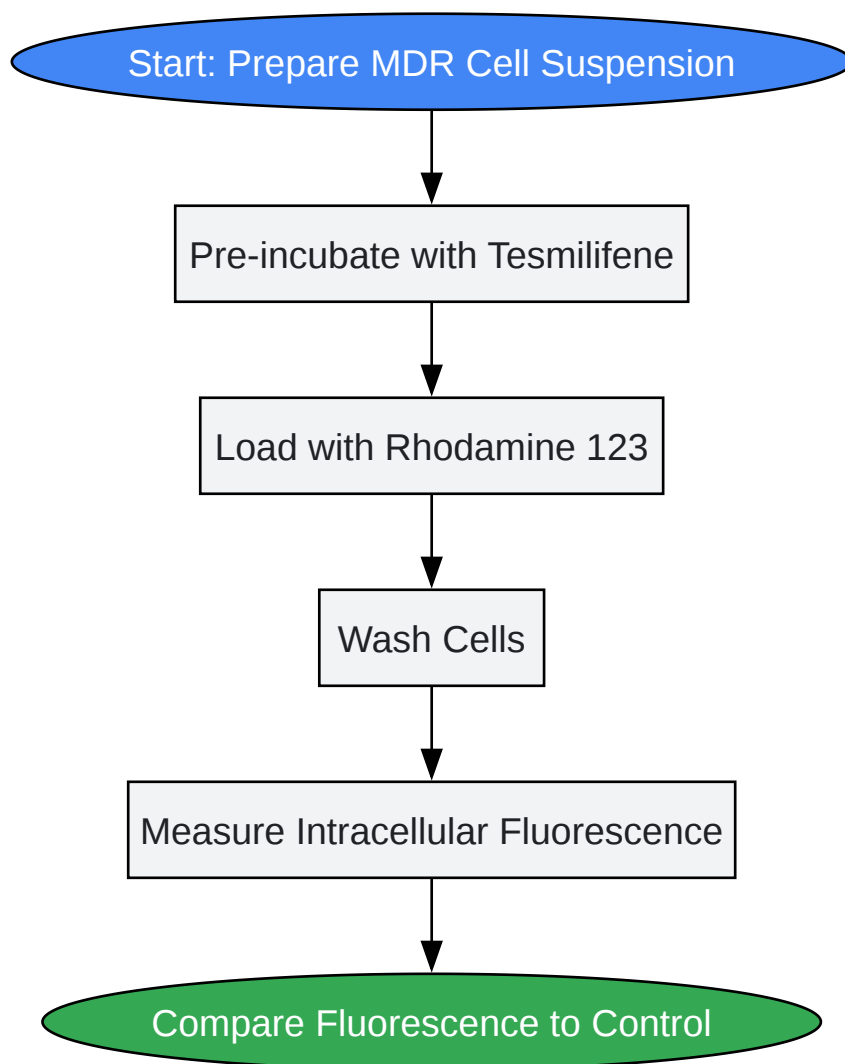 Start: Prepare MDR Cell Suspension
Pre-incubate with Tesmilifene
Load with Rhodamine 123
Wash Cells
Measure Intracellular Fluorescence
Compare Fluorescence to Control